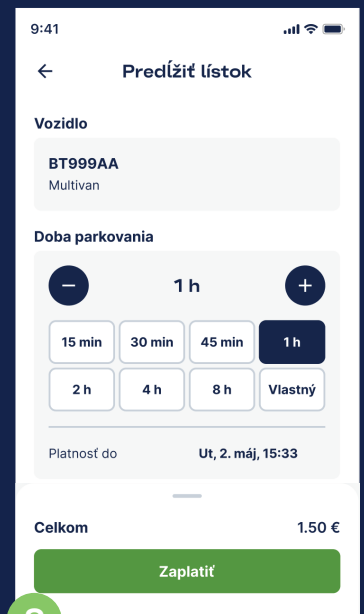 9:41
Predĺžiť lístok
Vozidlo
BT999AA
Multivan
Doba parkovania
1 h
15 min 30 min 45 min 1 h
2 h 4 h 8 h Vlastný
Platnosť do Ut, 2. máj, 15:33
Celkom 1.50 €
Zaplatiť